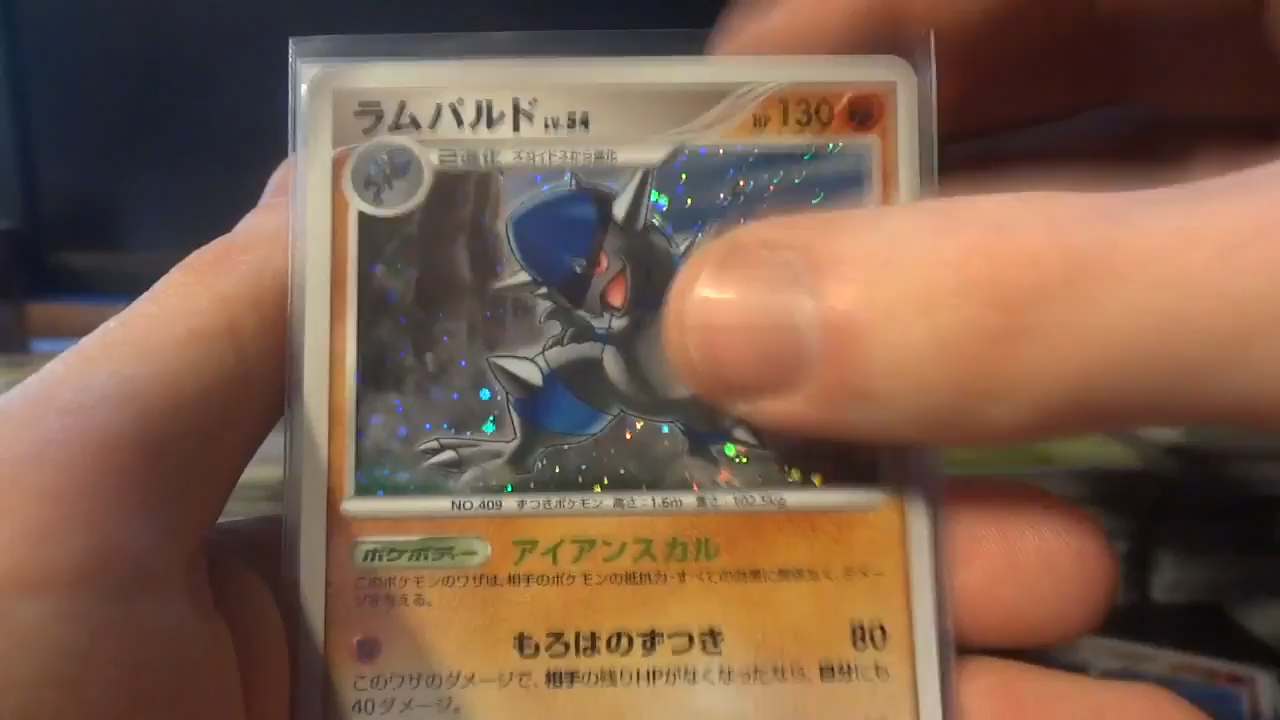 ラムパルド LV.54 HP 130
2進化 ズガイドスから進化
NO.409 ずつきポケモン 高さ:1.6m 重さ:102.5kg
ポケボディー アイアンスカル
このポケモンのワザは、相手のポケモンの抵抗力・すべての効果に関係なく、ダメー
ジを与える。
もろはのずつき 80
このワザのダメージで、相手の残りHPがなくなったなら、自分にも
40ダメージ。